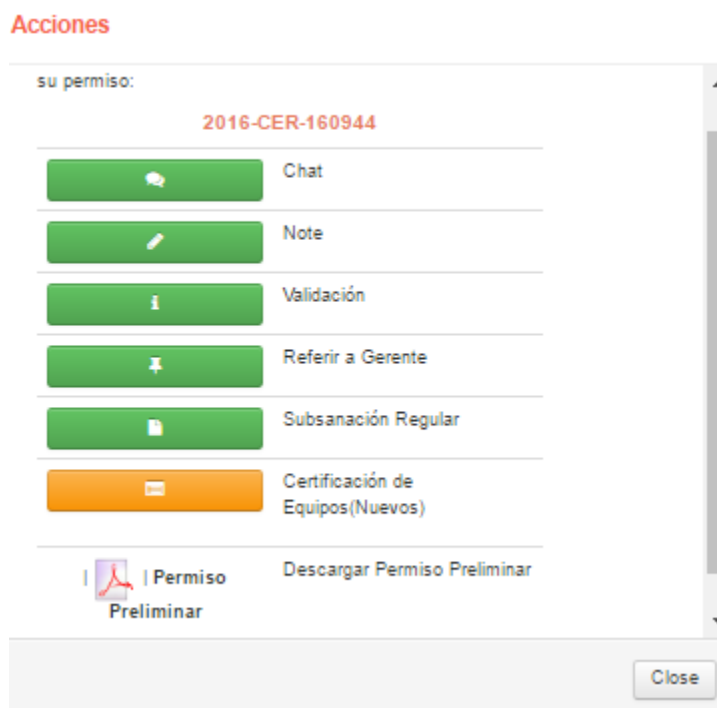 Acciones
su permiso:
2016-CER-160944
Chat
Note
Validación
Referir a Gerente
Subsanación Regular
Certificación de
Equipos(Nuevos)
| | Permiso
Preliminar
Descargar Permiso Preliminar
Close